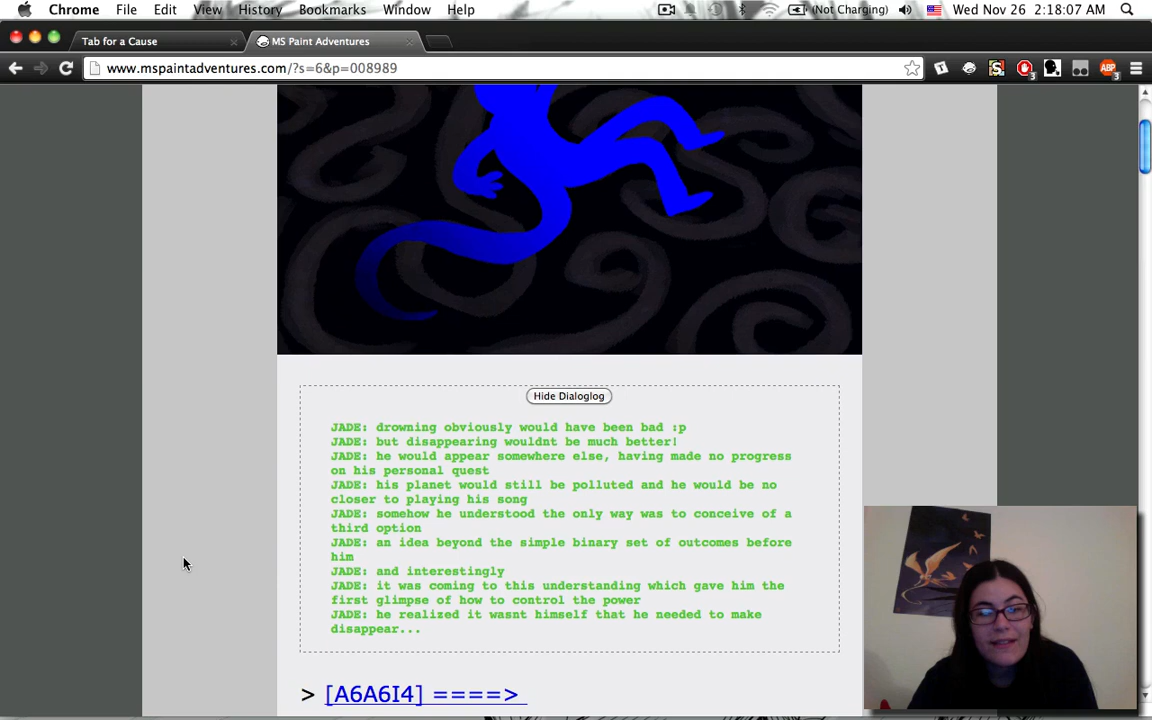 Chrome File Edit View History Bookmarks Window Help (Not Charging) Wed Nov 26 2:18:07 AM
Tab for a Cause MS Paint Adventures
www.mspaintadventures.com/?s=6&p=008989
Hide Dialoglog
JADE: drowning obviously would have been bad :p
JADE: but disappearing wouldnt be much better!
JADE: he would appear somewhere else, having made no progress
on his personal quest
JADE: his planet would still be polluted and he would be no
closer to playing his song
JADE: somehow he understood the only way was to conceive of a
third option
JADE: an idea beyond the simple binary set of outcomes before
him
JADE: and interestingly
JADE: it was coming to this understanding which gave him the
first glimpse of how to control the power
JADE: he realized it wasnt himself that he needed to make
disappear...
> [A6A6I4] ====>